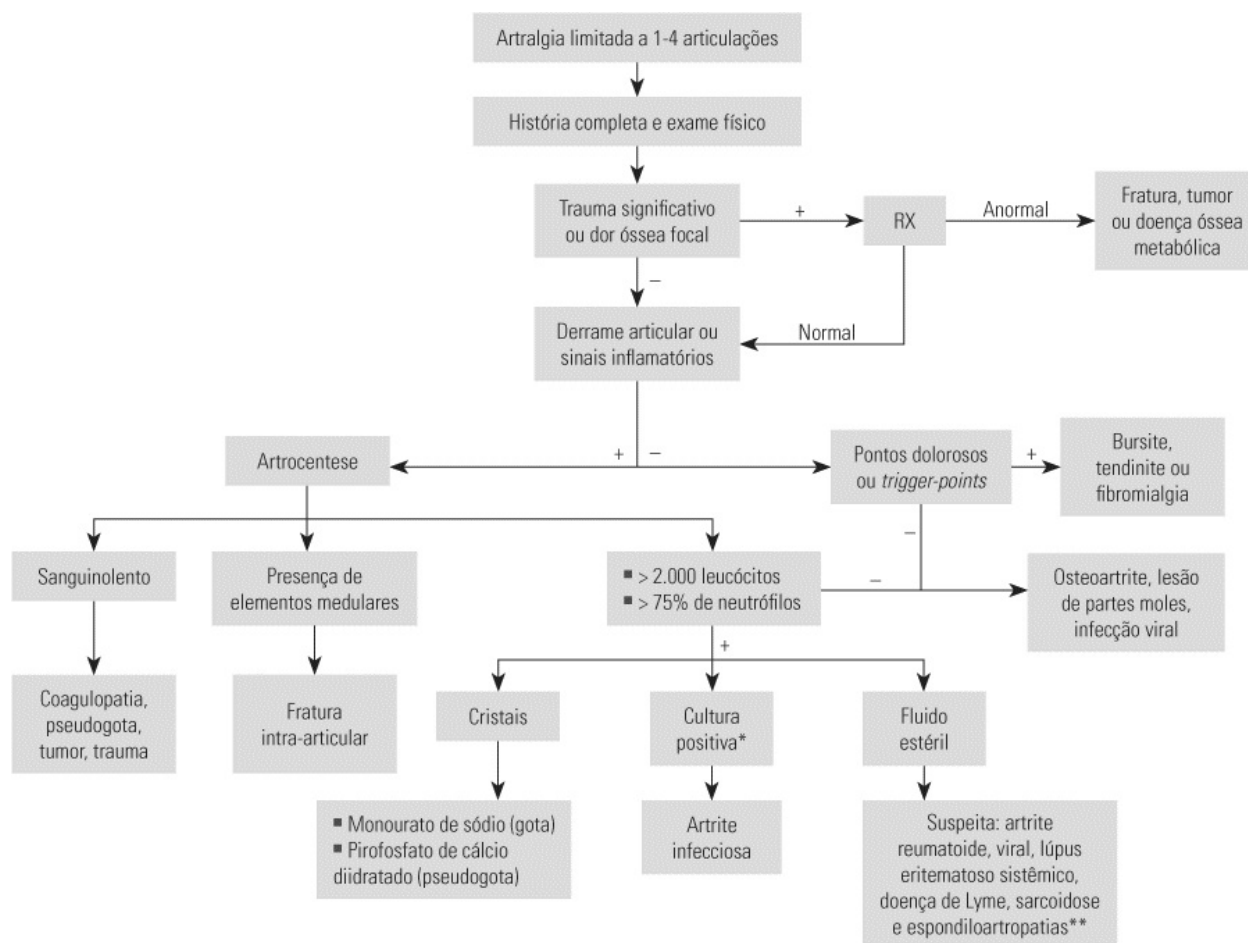 Artralgia limitada a 1-4 articulações
História completa e exame físico
Trauma significativo
ou dor óssea focal
+
RX
Anormal
Fratura, tumor
ou doença óssea
metabólica
–
Derrame articular ou
sinais inflamatórios
Normal
Artrocentese
+
–
Pontos dolorosos
ou trigger-points
+
Bursite,
tendinite ou
fibromialgia
–
Sanguinolento
Presença de
elementos medulares
■ > 2.000 leucócitos
■ > 75% de neutrófilos
–
Osteoartrite, lesão
de partes moles,
infecção viral
+
Coagulopatia,
pseudogota,
tumor, trauma
Fratura
intra-articular
Cristais
Cultura
positiva*
Fluido
estéril
■ Monourato de sódio (gota)
■ Pirofosfato de cálcio
diidratado (pseudogota)
Artrite
infecciosa
Suspeita: artrite
reumatoide, viral, lúpus
eritematoso sistêmico,
doença de Lyme, sarcoidose
e espondiloartropatias**